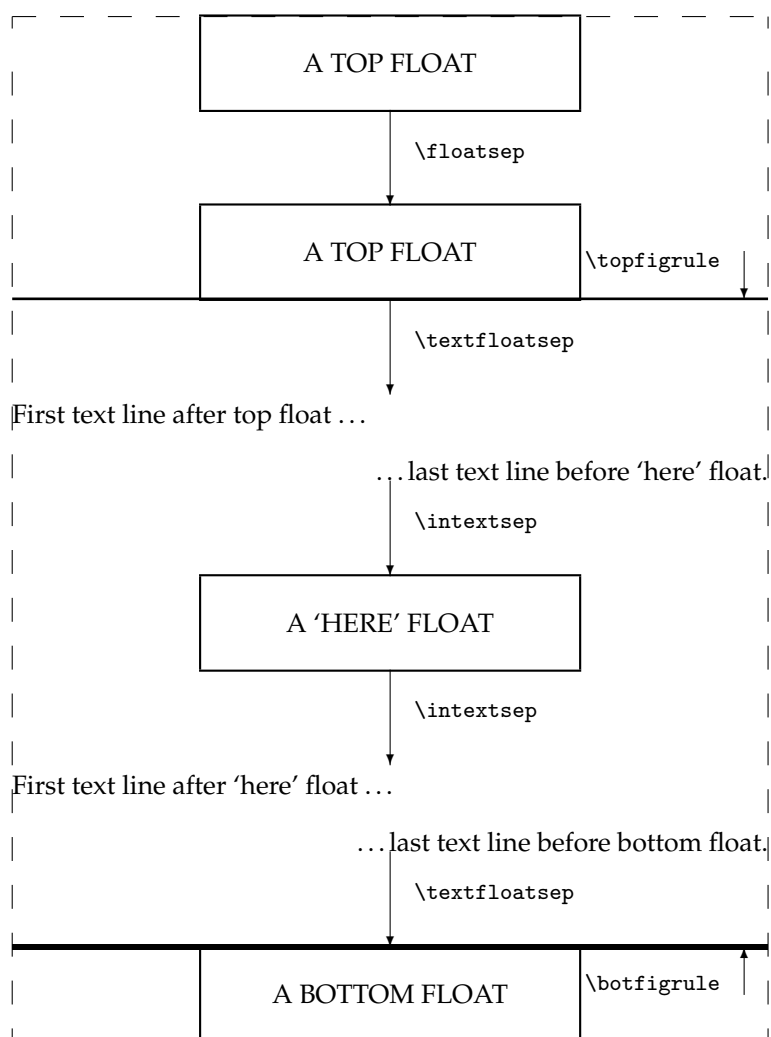 A TOP FLOAT
\floatsep
A TOP FLOAT
\topfigrule
\textfloatsep
First text line after top float . . .
. . . last text line before ‘here’ float.
\intextsep
A ‘HERE’ FLOAT
\intextsep
First text line after ‘here’ float . . .
. . . last text line before bottom float.
\textfloatsep
A BOTTOM FLOAT
\botfigrule